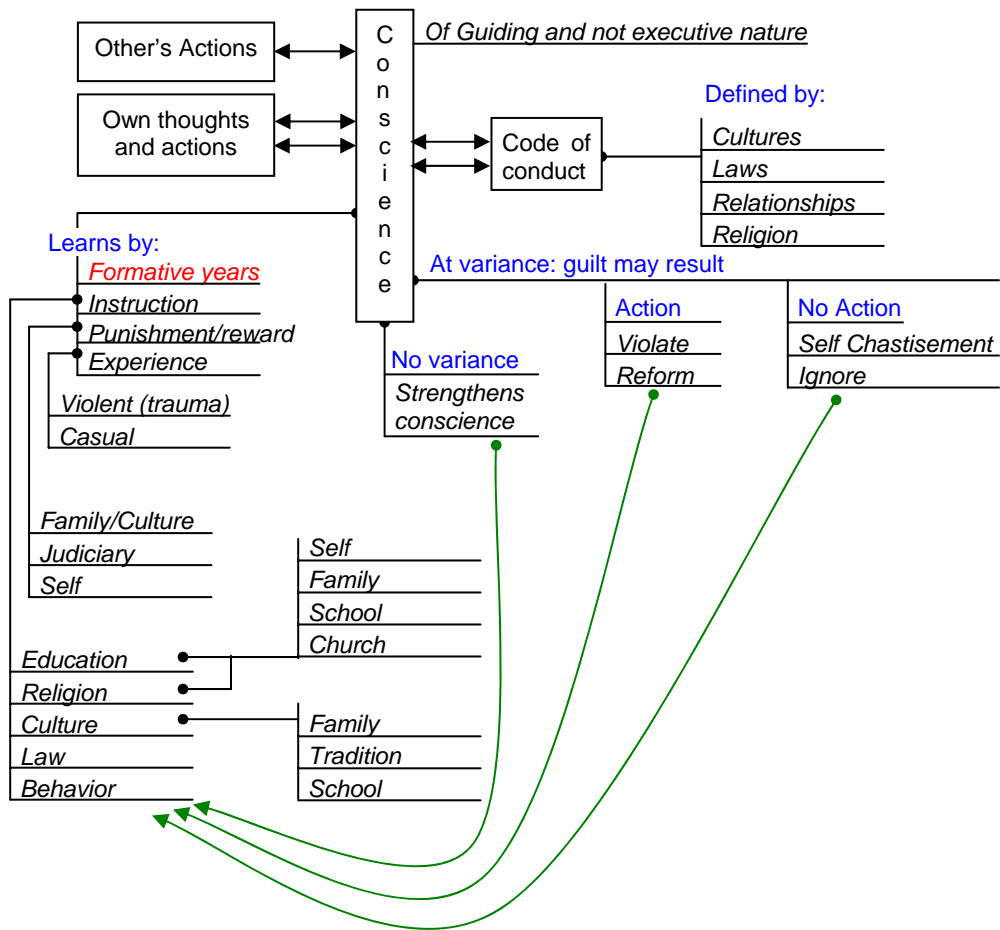 Other’s Actions
Own thoughts
and actions
C
o
n
s
c
i
e
n
c
e
Of Guiding and not executive nature
Code of
conduct
Defined by:
Cultures
Laws
Relationships
Religion
Learns by:
Formative years
Instruction
Punishment/reward
Experience
Violent (trauma)
Casual
Family/Culture
Judiciary
Self
Education
Religion
Culture
Law
Behavior
Self
Family
School
Church
Family
Tradition
School
At variance: guilt may result
No variance
Strengthens
conscience
Action
Violate
Reform
No Action
Self Chastisement
Ignore